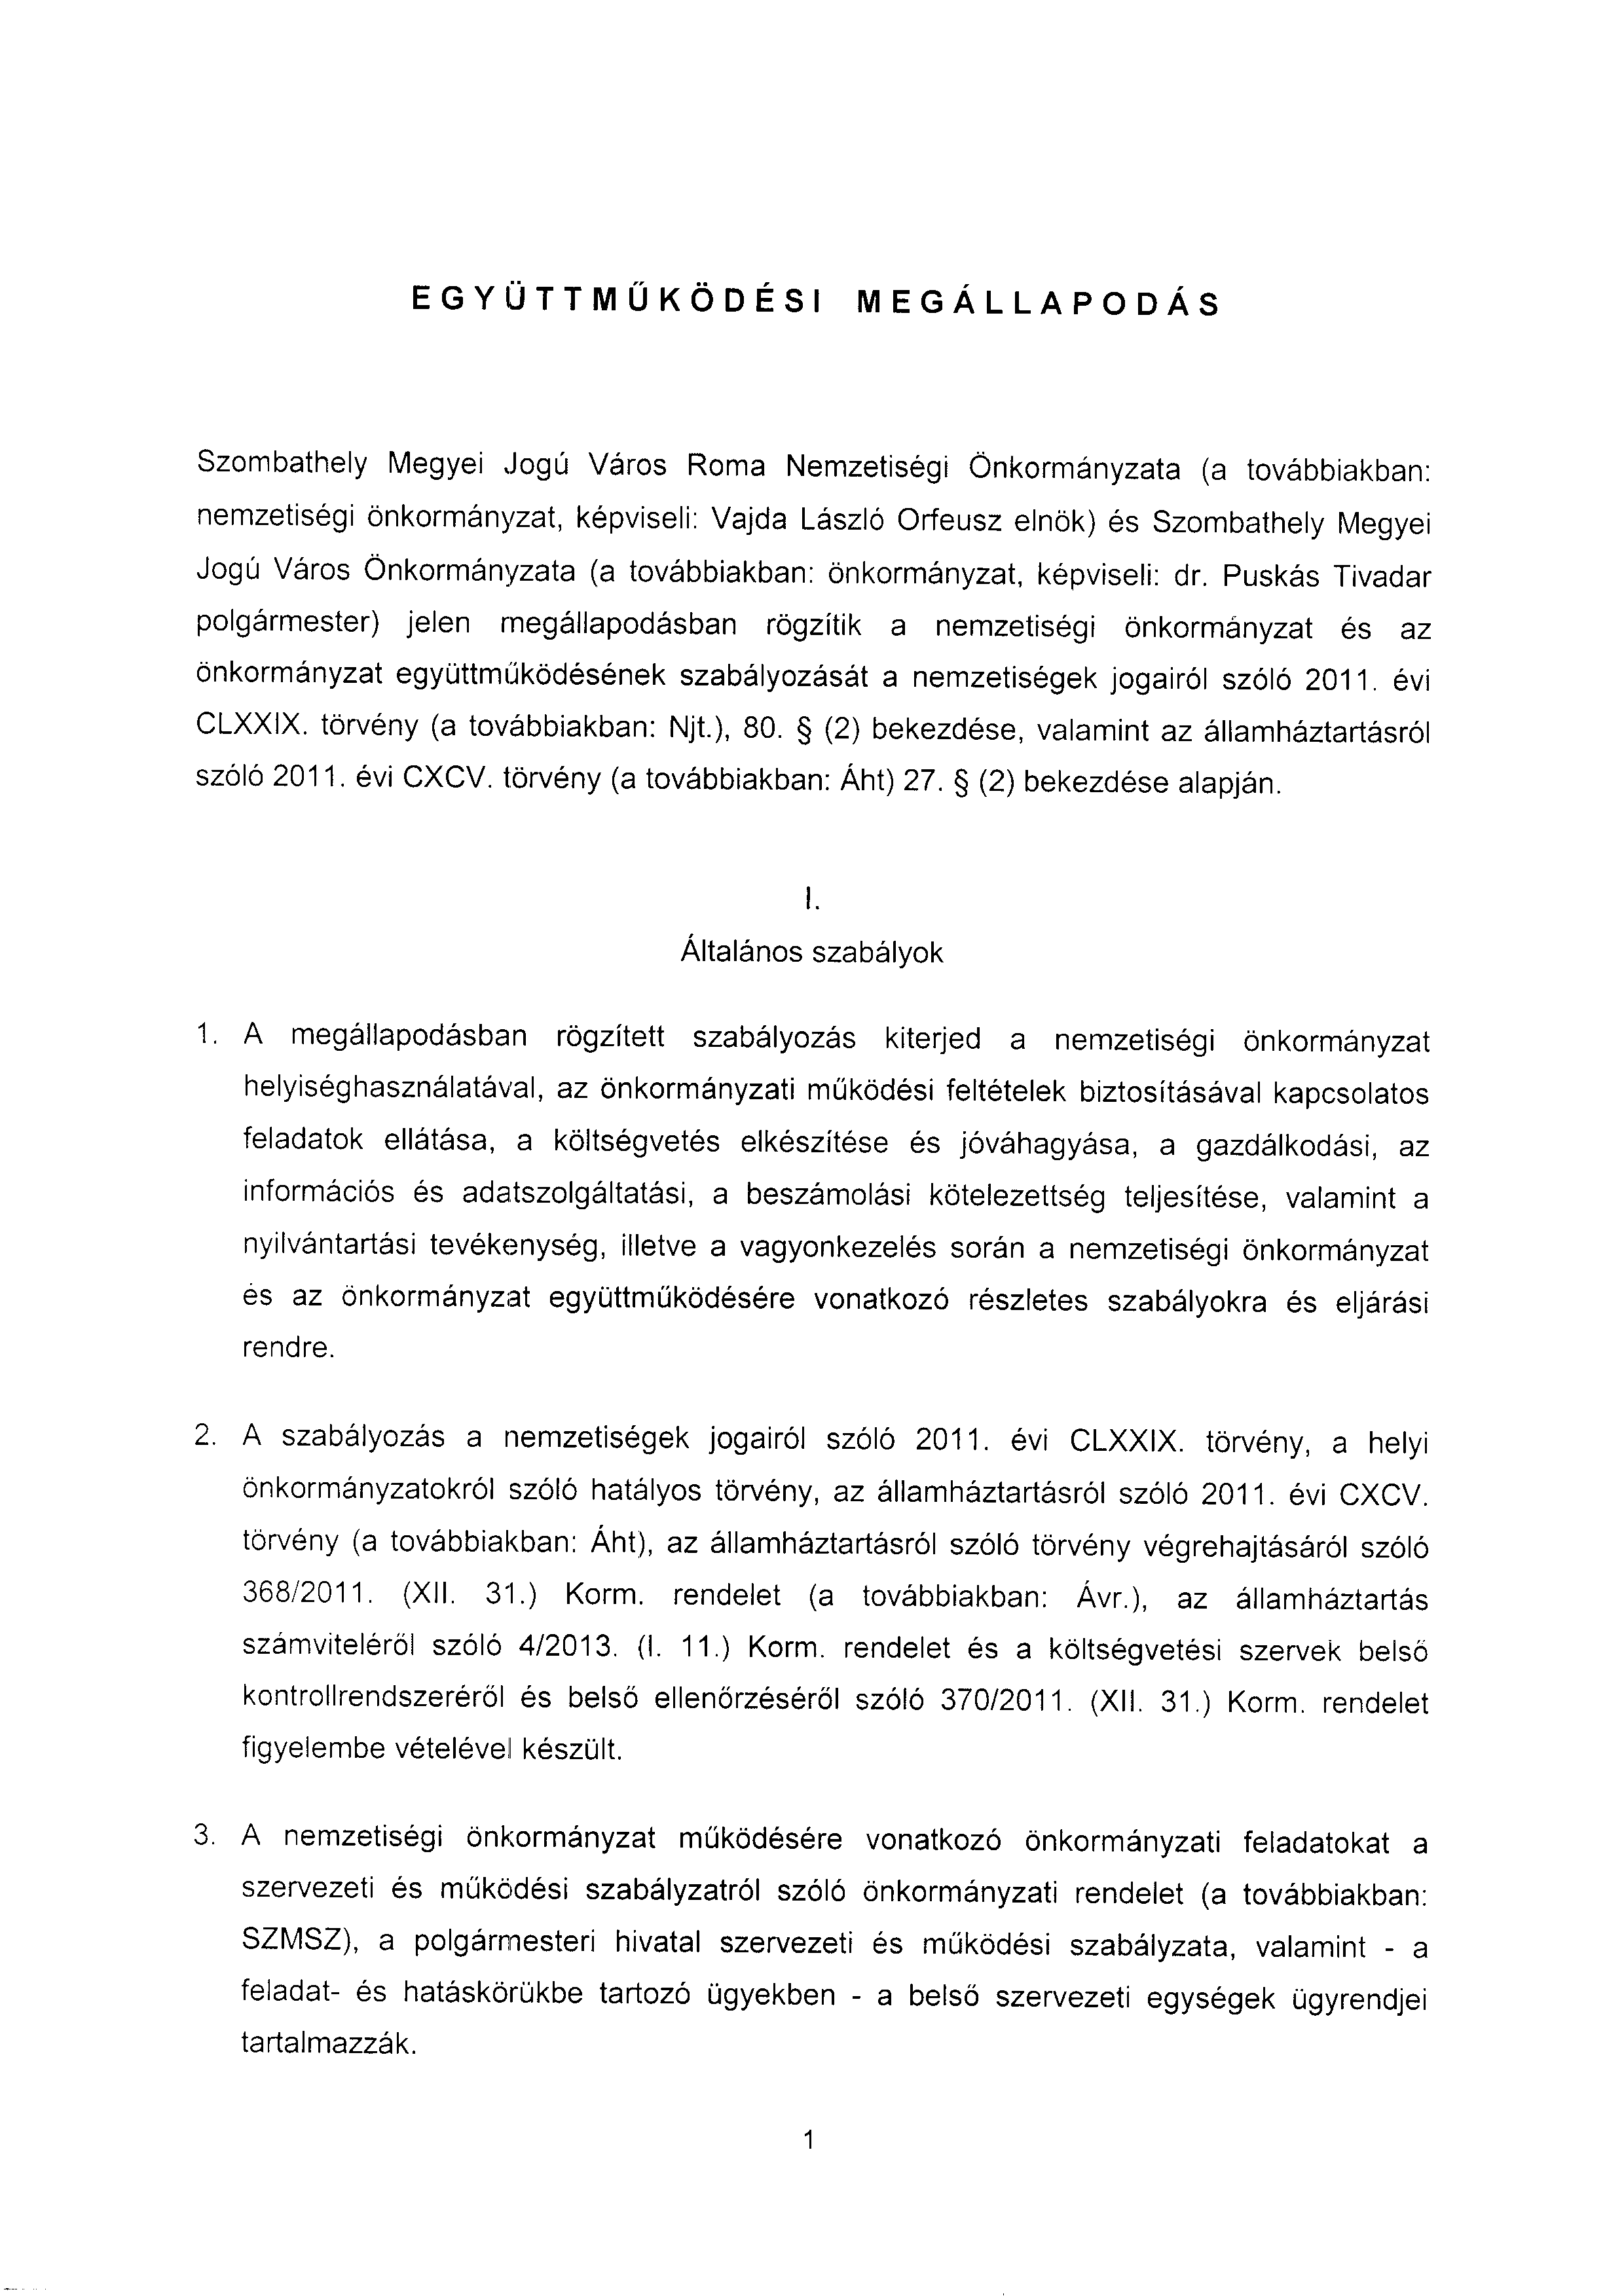 EGYÜTTMŰKÖDÉSI MEGÁLLAPODÁS
Szombathely Megyei Jogú Város Roma Nemzetiségi Önkormányzata (a továbbiakban:
nemzetiségi önkormányzat, képviseli: Vajda László Orfeusz elnök) és Szombathely Megyei
Jogú Város Önkormányzata (a továbbiakban: önkormányzat, képviseli: dr. Puskás Tivadar
polgármester) jelen megállapodásban rögzítik a nemzetiségi önkormányzat és az
önkormányzat együttműködésének szabályozását a nemzetiségek jogairól szóló 2011. évi
CLXXIX. törvény (a továbbiakban: Njt.), 80. § (2) bekezdése, valamint az államháztartásról
szóló 2011. évi CXCV. törvény (a továbbiakban: Áht) 27. § (2) bekezdése alapján.
I.
Általános szabályok
1. A megállapodásban rögzített szabályozás kiterjed a nemzetiségi önkormányzat
helyiséghasználatával, az önkormányzati működési feltételek biztosításával kapcsolatos
feladatok ellátása, a költségvetés elkészítése és jóváhagyása, a gazdálkodási, az
információs és adatszolgáltatási, a beszámolási kötelezettség teljesítése, valamint a
nyilvántartási tevékenység, illetve a vagyonkezelés során a nemzetiségi önkormányzat
és az önkormányzat együttműködésére vonatkozó részletes szabályokra és eljárási
rendre.
2. A szabályozás a nemzetiségek jogairól szóló 2011. évi CLXXIX. törvény, a helyi
önkormányzatokról szóló hatályos törvény, az államháztartásról szóló 2011. évi CXCV.
törvény (a továbbiakban: Áht), az államháztartásról szóló törvény végrehajtásáról szóló
368/2011. (XII. 31.) Korm. rendelet (a továbbiakban: Ávr.), az államháztartás
számviteléről szóló 4/2013. (I. 11.) Korm. rendelet és a költségvetési szervek belső
kontrollrendszeréről és belső ellenőrzéséről szóló 370/2011. (XII. 31.) Korm. rendelet
figyelembe vételével készült.
3. A nemzetiségi önkormányzat működésére vonatkozó önkormányzati feladatokat a
szervezeti és működési szabályzatról szóló önkormányzati rendelet (a továbbiakban:
SZMSZ), a polgármesteri hivatal szervezeti és működési szabályzata, valamint - a
feladat- és hatáskörükbe tartozó ügyekben - a belső szervezeti egységek ügyrendjei
tartalmazzák.
1